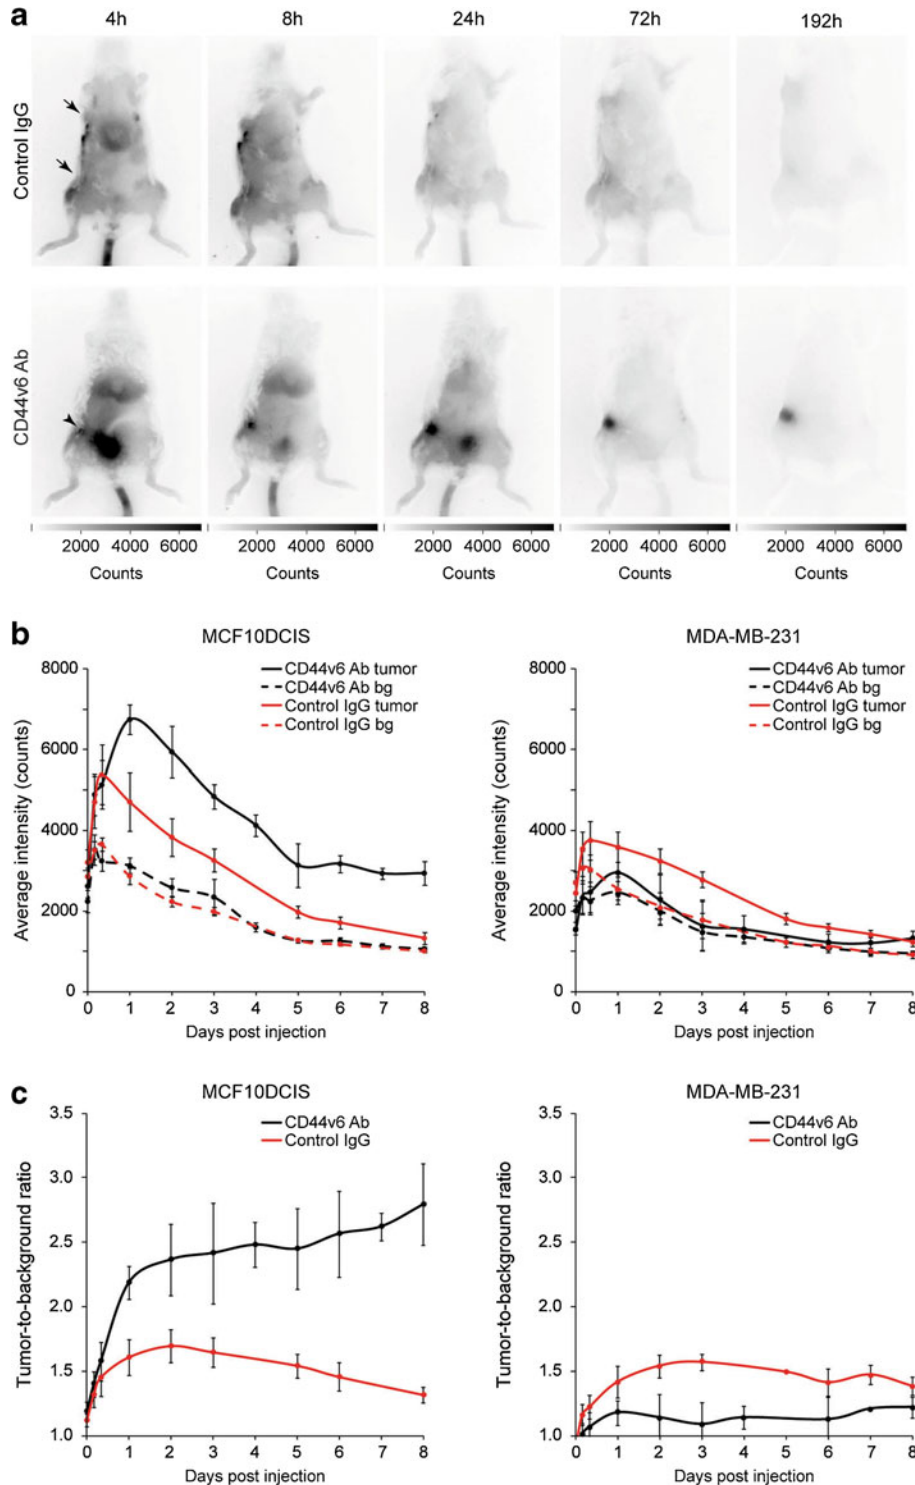 a
4h 8h 24h 72h 192h
Control IgG
CD44v6 Ab
2000 4000 6000 2000 4000 6000 2000 4000 6000 2000 4000 6000 2000 4000 6000
Counts Counts Counts Counts Counts
b
MCF10DCIS
CD44v6 Ab tumor
CD44v6 Ab bg
Control IgG tumor
Control IgG bg
Average intensity (counts)
8000
6000
4000
2000
0
0 1 2 3 4 5 6 7 8
Days post injection
MDA-MB-231
CD44v6 Ab tumor
CD44v6 Ab bg
Control IgG tumor
Control IgG bg
Average intensity (counts)
8000
6000
4000
2000
0
0 1 2 3 4 5 6 7 8
Days post injection
c
MCF10DCIS
CD44v6 Ab
Control IgG
Tumor-to-background ratio
3.5
3.0
2.5
2.0
1.5
1.0
0 1 2 3 4 5 6 7 8
Days post injection
MDA-MB-231
CD44v6 Ab
Control IgG
Tumor-to-background ratio
3.5
3.0
2.5
2.0
1.5
1.0
0 1 2 3 4 5 6 7 8
Days post injection